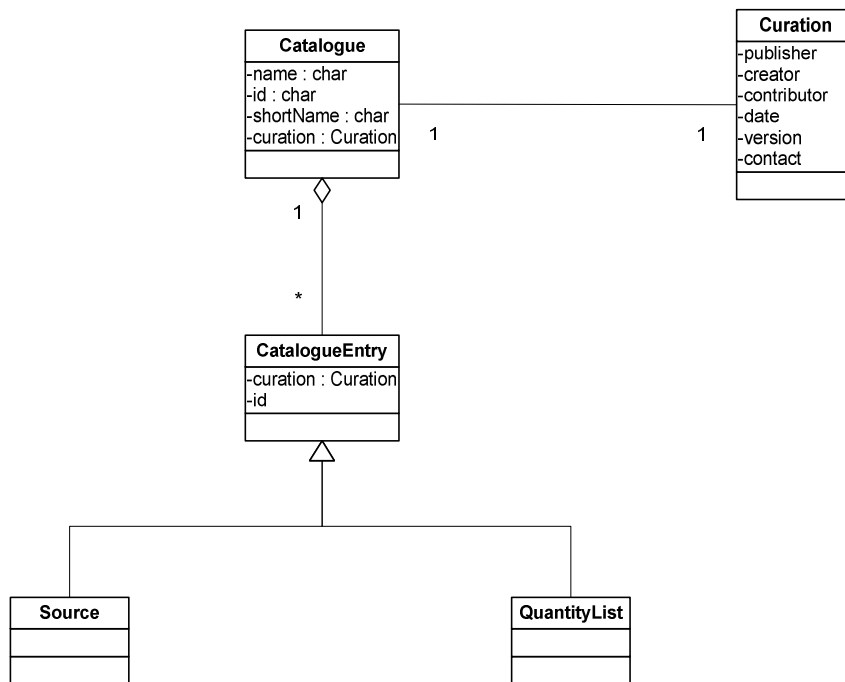 Catalogue
-name : char
-id : char
-shortName : char
-curation : Curation
Curation
-publisher
-creator
-contributor
-date
-version
-contact
1
1
1
*
CatalogueEntry
-curation : Curation
-id
Source
QuantityList